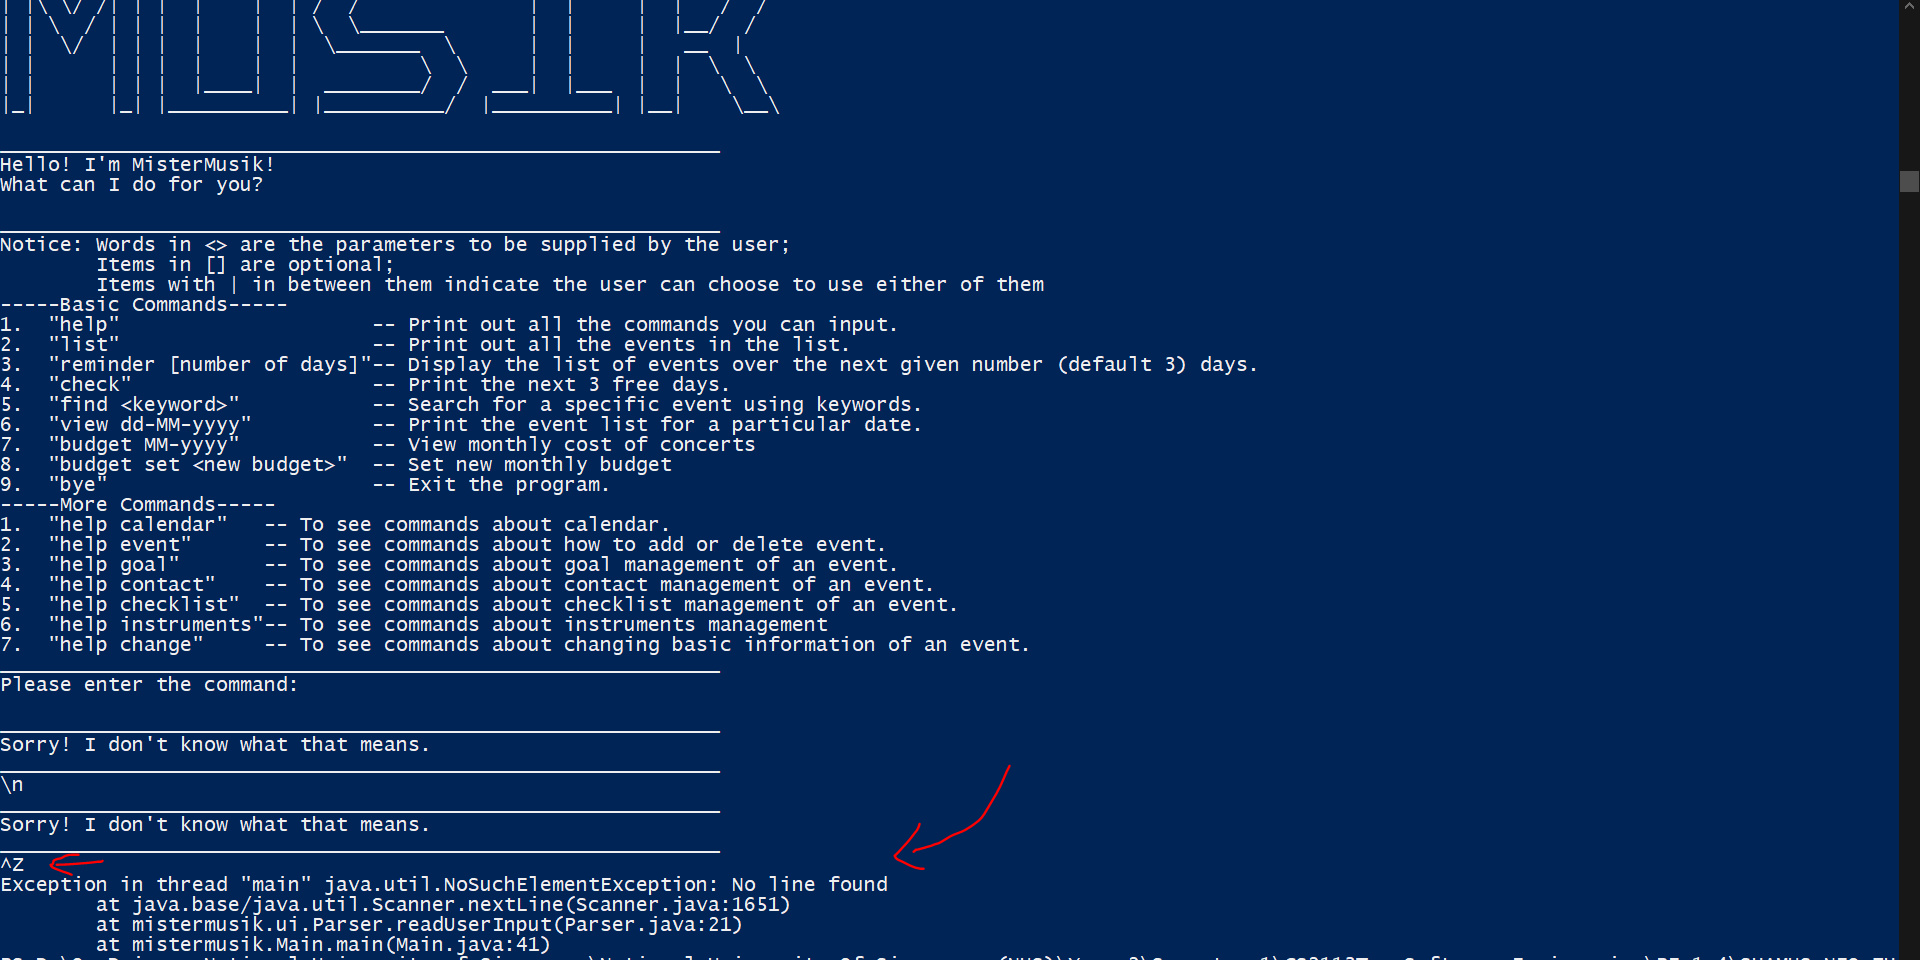 Hello! I'm MisterMusik!
What can I do for you?
Notice: Words in <> are the parameters to be supplied by the user;
Items in [] are optional;
Items with | in between them indicate the user can choose to use either of them
-----Basic Commands-----
1.  "help"                     -- Print out all the commands you can input.
2.  "list"                     -- Print out all the events in the list.
3.  "reminder [number of days]"-- Display the list of events over the next given number (default 3) days.
4.  "check"                    -- Print the next 3 free days.
5.  "find <keyword>"           -- Search for a specific event using keywords.
6.  "view dd-MM-yyyy"          -- Print the event list for a particular date.
7.  "budget MM-yyyy"           -- View monthly cost of concerts
8.  "budget set <new budget>"  -- Set new monthly budget
9.  "bye"                      -- Exit the program.
-----More Commands-----
1.  "help calendar"   -- To see commands about calendar.
2.  "help event"      -- To see commands about how to add or delete event.
3.  "help goal"       -- To see commands about goal management of an event.
4.  "help contact"    -- To see commands about contact management of an event.
5.  "help checklist"  -- To see commands about checklist management of an event.
6.  "help instruments"-- To see commands about instruments management
7.  "help change"     -- To see commands about changing basic information of an event.
Please enter the command:
Sorry! I don't know what that means.
\n
Sorry! I don't know what that means.
^Z
Exception in thread "main" java.util.NoSuchElementException: No line found
at java.base/java.util.Scanner.nextLine(Scanner.java:1651)
at mistermusik.ui.Parser.readUserInput(Parser.java:21)
at mistermusik.Main.main(Main.java:41)